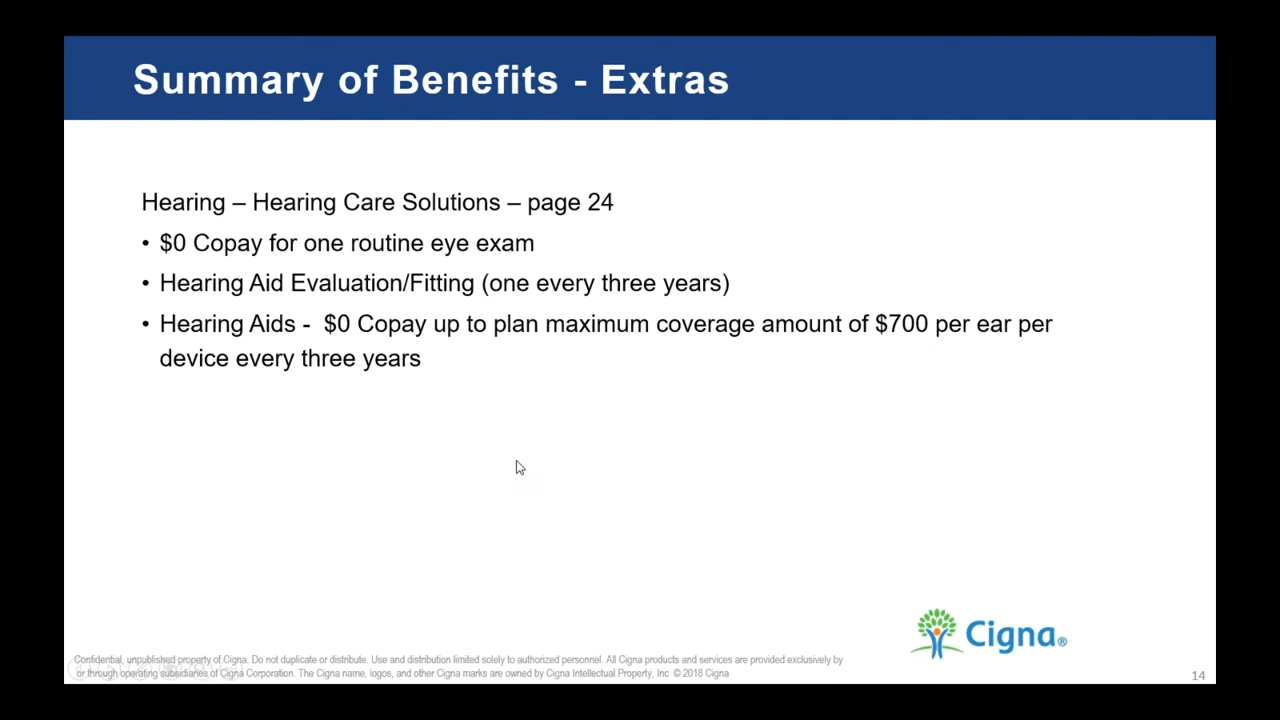 Summary of Benefits - Extras
Hearing – Hearing Care Solutions – page 24
• $0 Copay for one routine eye exam
• Hearing Aid Evaluation/Fitting (one every three years)
• Hearing Aids -  $0 Copay up to plan maximum coverage amount of $700 per ear per
device every three years
Cigna®
Confidential, unpublished property of Cigna. Do not duplicate or distribute. Use and distribution limited solely to authorized personnel. All Cigna products and services are provided exclusively by
or through operating subsidiaries of Cigna Corporation. The Cigna name, logos, and other Cigna marks are owned by Cigna Intellectual Property, Inc © 2018 Cigna
14